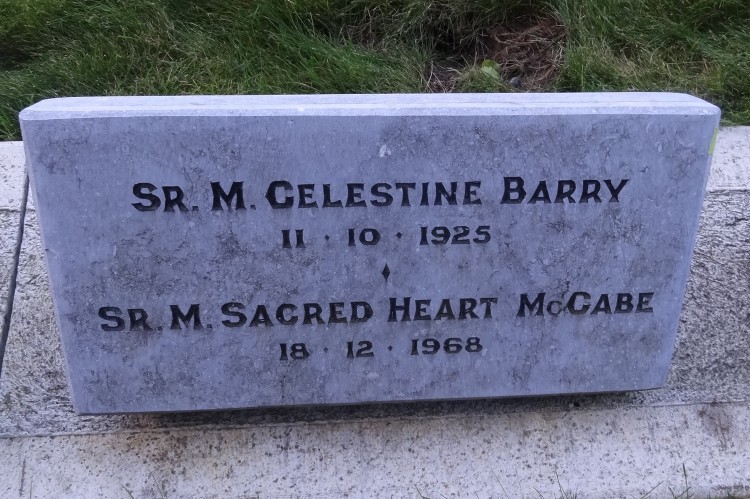 Sr. M. Celestine Barry
11 · 10 · 1925
Sr. M. Sacred Heart McCabe
18 · 12 · 1968